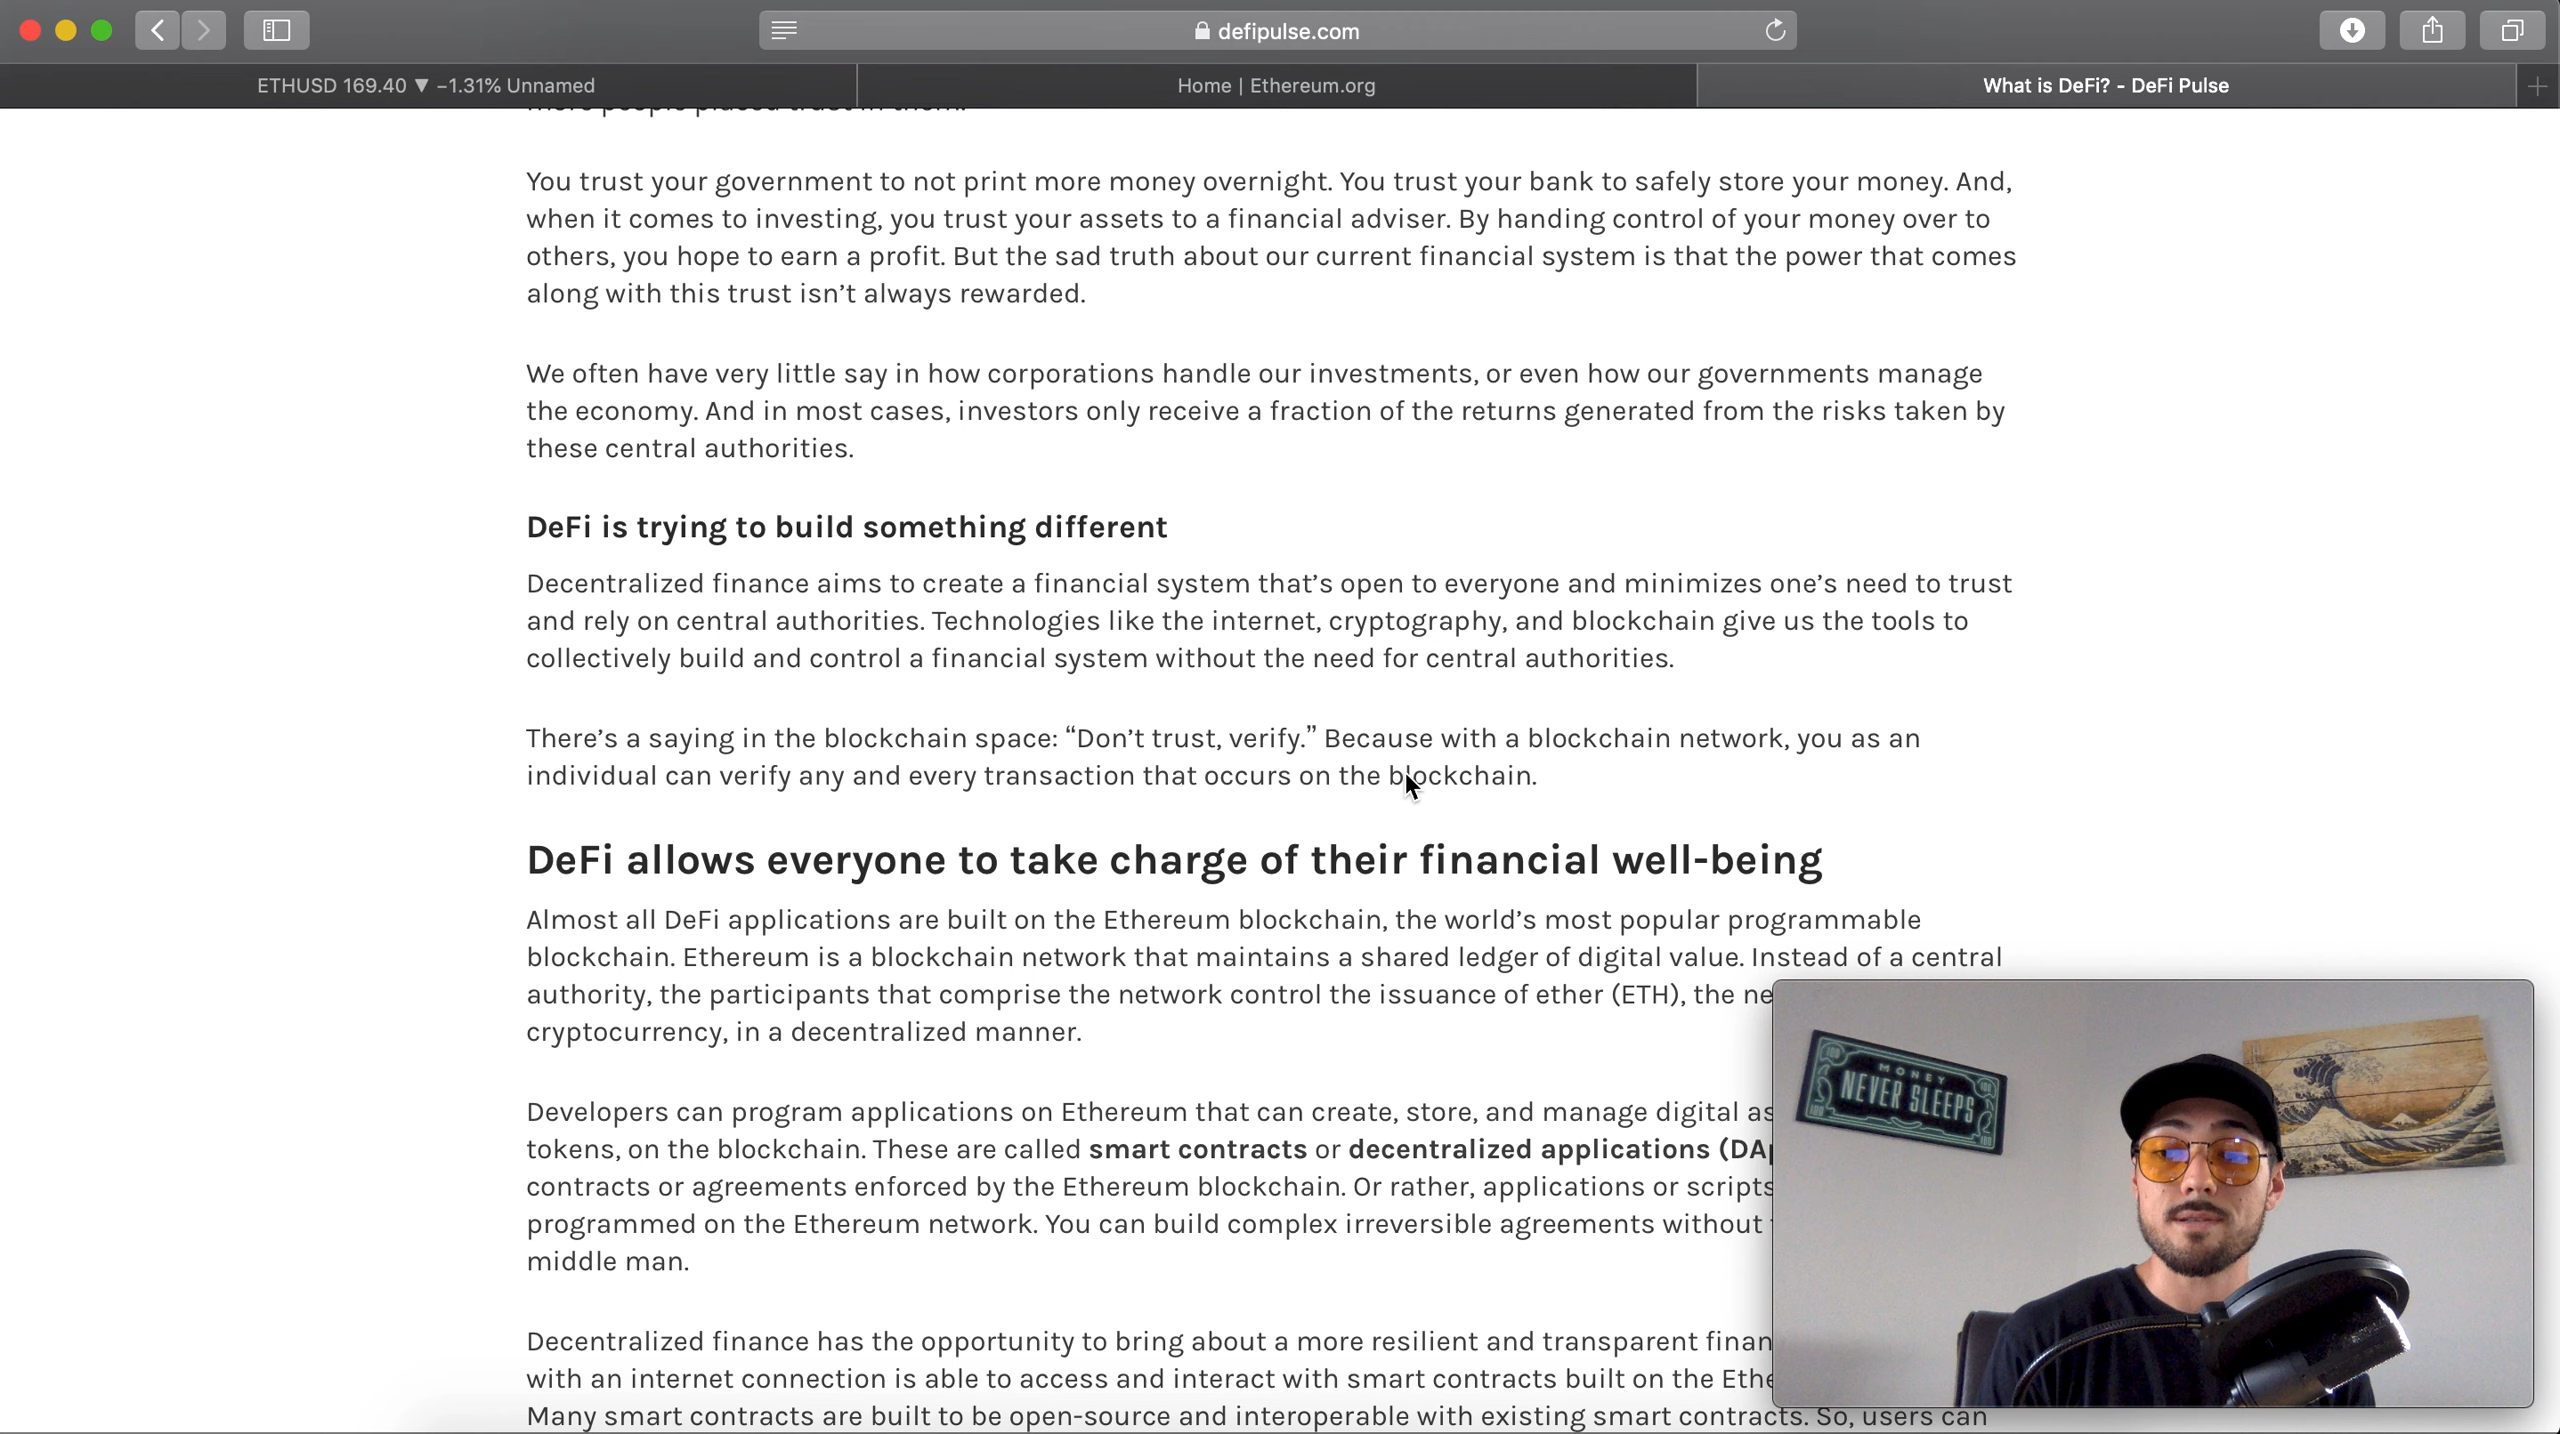 defipulse.com
ETHUSD 169.40 ▼ −1.31% Unnamed
Home | Ethereum.org
What is DeFi? - DeFi Pulse
more people placed trust in them.
You trust your government to not print more money overnight. You trust your bank to safely store your money. And,
when it comes to investing, you trust your assets to a financial adviser. By handing control of your money over to
others, you hope to earn a profit. But the sad truth about our current financial system is that the power that comes
along with this trust isn’t always rewarded.
We often have very little say in how corporations handle our investments, or even how our governments manage
the economy. And in most cases, investors only receive a fraction of the returns generated from the risks taken by
these central authorities.
DeFi is trying to build something different
Decentralized finance aims to create a financial system that’s open to everyone and minimizes one’s need to trust
and rely on central authorities. Technologies like the internet, cryptography, and blockchain give us the tools to
collectively build and control a financial system without the need for central authorities.
There’s a saying in the blockchain space: “Don’t trust, verify.” Because with a blockchain network, you as an
individual can verify any and every transaction that occurs on the blockchain.
DeFi allows everyone to take charge of their financial well-being
Almost all DeFi applications are built on the Ethereum blockchain, the world’s most popular programmable
blockchain. Ethereum is a blockchain network that maintains a shared ledger of digital value. Instead of a central
authority, the participants that comprise the network control the issuance of ether (ETH), the ne
cryptocurrency, in a decentralized manner.
Developers can program applications on Ethereum that can create, store, and manage digital as
tokens, on the blockchain. These are called smart contracts or decentralized applications (DAp
contracts or agreements enforced by the Ethereum blockchain. Or rather, applications or scripts
programmed on the Ethereum network. You can build complex irreversible agreements without
middle man.
Decentralized finance has the opportunity to bring about a more resilient and transparent finan
with an internet connection is able to access and interact with smart contracts built on the Ethe
Many smart contracts are built to be open-source and interoperable with existing smart contracts. So, users can
MONEY
NEVER SLEEPS
100
100
100
100